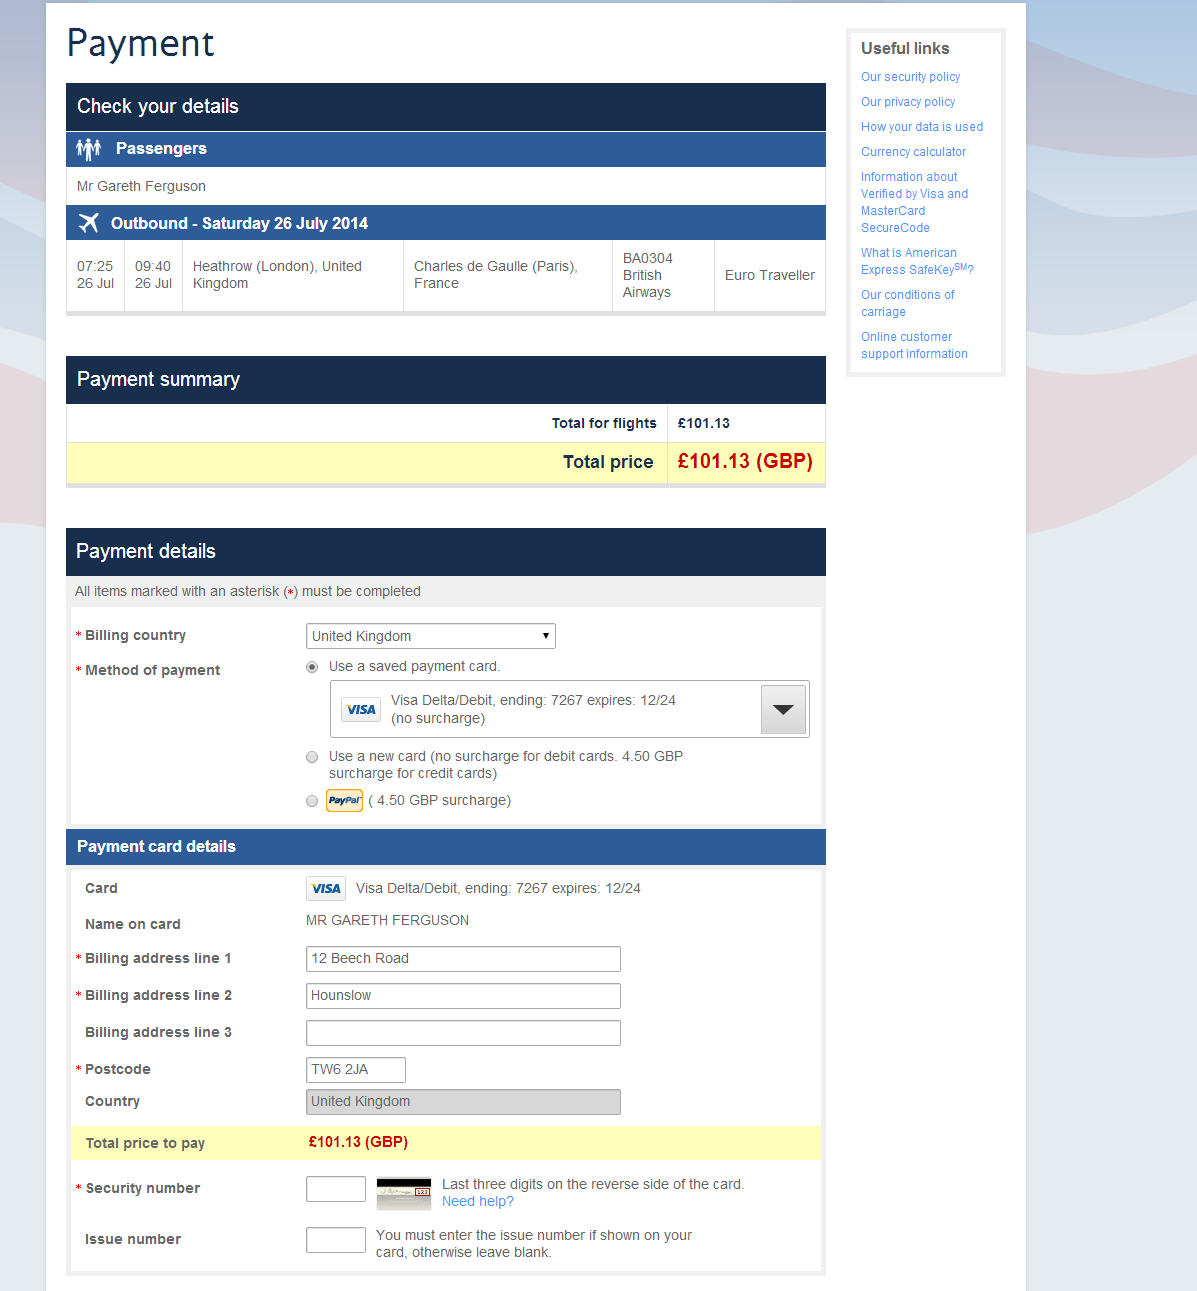 Payment
Check your details
Passengers
Mr Gareth Ferguson
Outbound - Saturday 26 July 2014
07:25
26 Jul
09:40
26 Jul
Heathrow (London), United
Kingdom
Charles de Gaulle (Paris),
France
BA0304
British
Airways
Euro Traveller
Payment summary
Total for flights £101.13
Total price £101.13 (GBP)
Payment details
All items marked with an asterisk (*) must be completed
* Billing country United Kingdom
* Method of payment Use a saved payment card.
VISA
Visa Delta/Debit, ending: 7267 expires: 12/24
(no surcharge)
Use a new card (no surcharge for debit cards. 4.50 GBP
surcharge for credit cards)
PayPal ( 4.50 GBP surcharge)
Payment card details
Card VISA Visa Delta/Debit, ending: 7267 expires: 12/24
Name on card MR GARETH FERGUSON
* Billing address line 1 12 Beech Road
* Billing address line 2 Hounslow
Billing address line 3
* Postcode TW6 2JA
Country United Kingdom
Total price to pay £101.13 (GBP)
* Security number 123 Last three digits on the reverse side of the card.
Need help?
Issue number You must enter the issue number if shown on your
card, otherwise leave blank.
Useful links
Our security policy
Our privacy policy
How your data is used
Currency calculator
Information about
Verified by Visa and
MasterCard
SecureCode
What is American
Express SafeKeySM?
Our conditions of
carriage
Online customer
support information